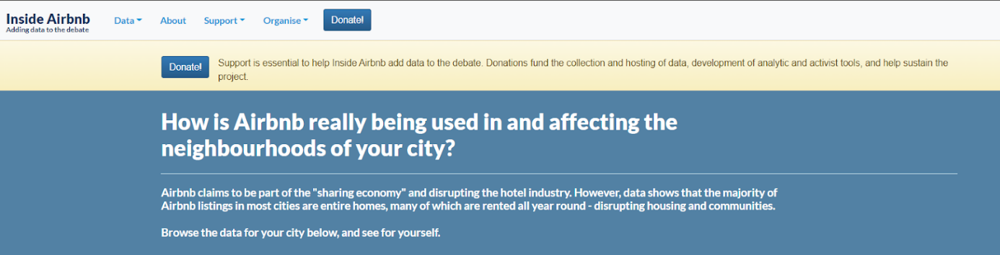 Inside Airbnb
Adding data to the debate
Data
About
Support
Organise
Donate!
Donate!
Support is essential to help Inside Airbnb add data to the debate. Donations fund the collection and hosting of data, development of analytic and activist tools, and help sustain the
project.
How is Airbnb really being used in and affecting the
neighbourhoods of your city?
Airbnb claims to be part of the "sharing economy" and disrupting the hotel industry. However, data shows that the majority of
Airbnb listings in most cities are entire homes, many of which are rented all year round - disrupting housing and communities.
Browse the data for your city below, and see for yourself.